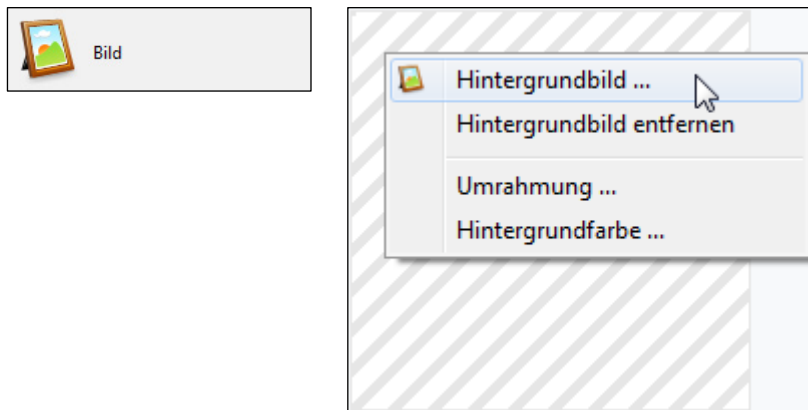 Bild
Hintergrundbild ...
Hintergrundbild entfernen
Umrahmung ...
Hintergrundfarbe ...